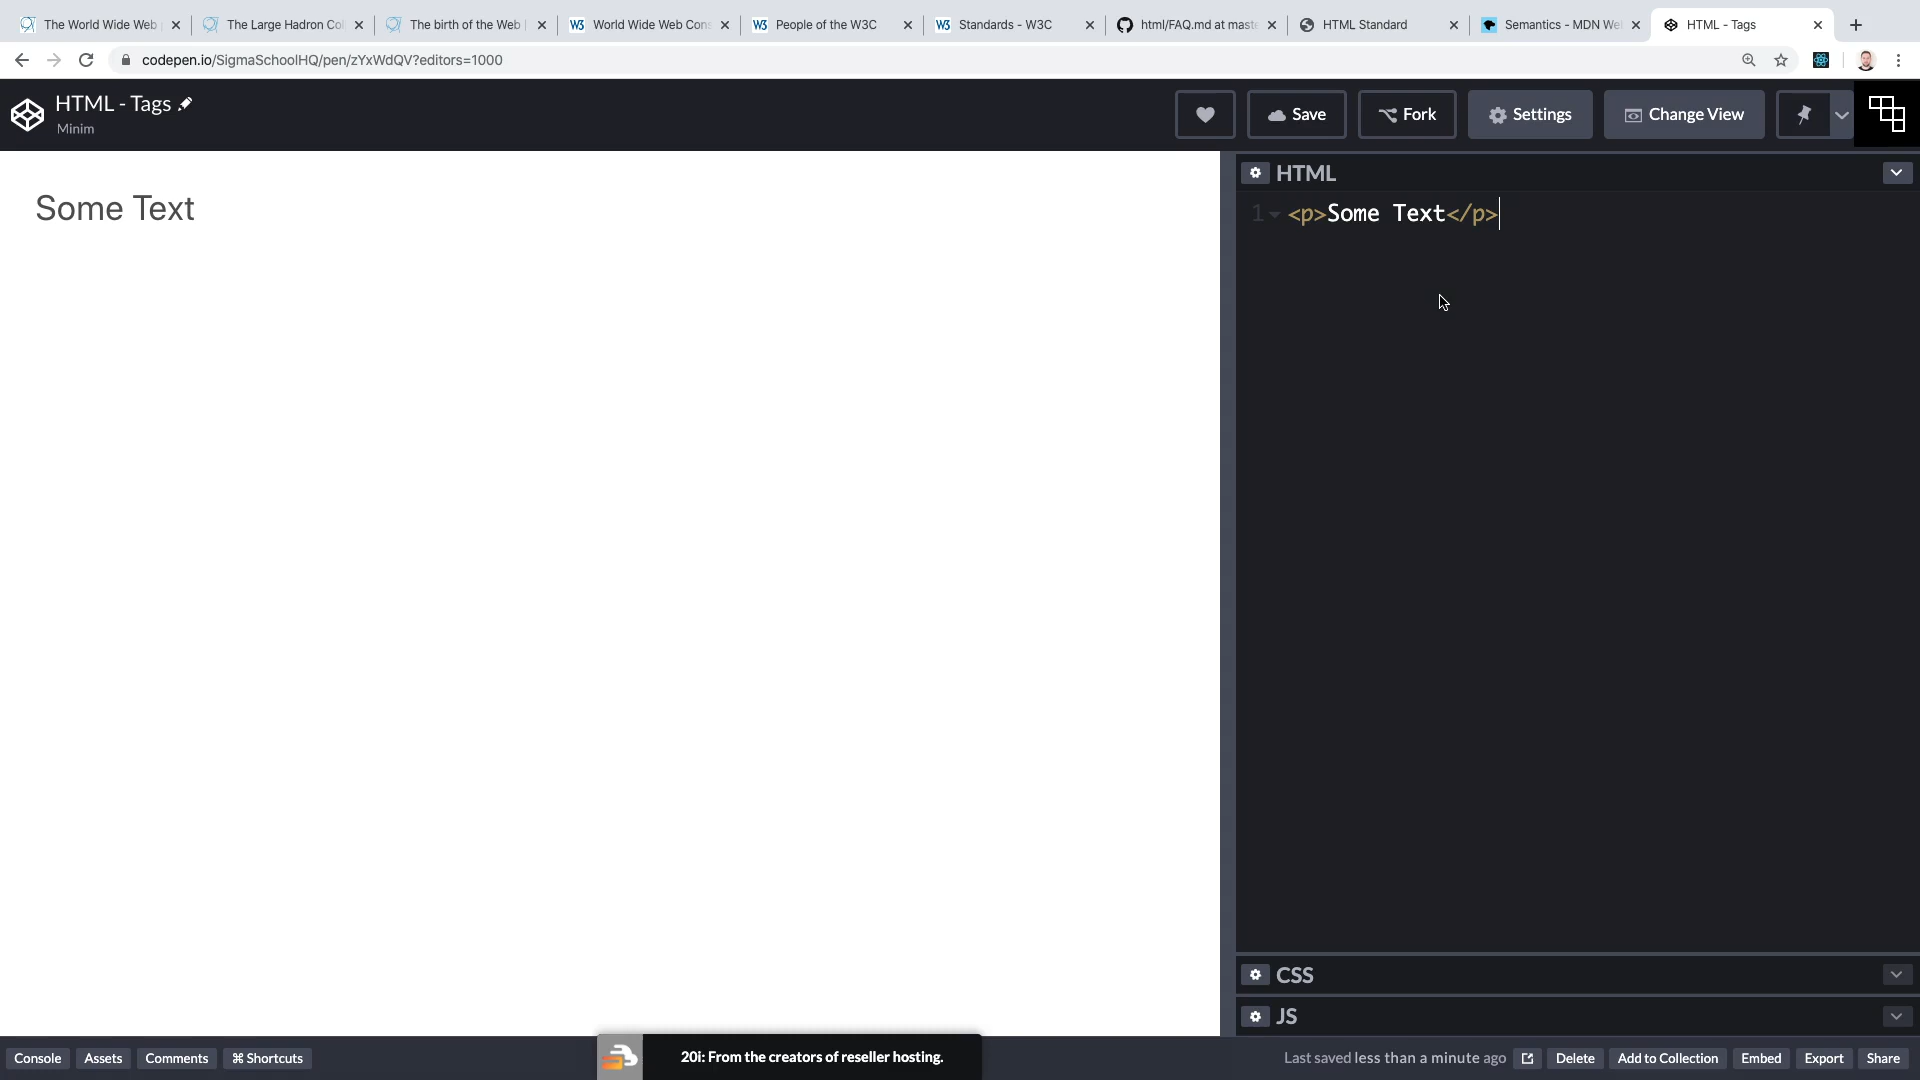 The World Wide Web
The Large Hadron Co
The birth of the Web
World Wide Web Cons
People of the W3C
Standards - W3C
html/FAQ.md at maste
HTML Standard
Semantics - MDN We
HTML - Tags
codepen.io/SigmaSchoolHQ/pen/zYxWdQV?editors=1000
HTML - Tags
Minim
Save
Fork
Settings
Change View
Some Text
HTML
1 <p>Some Text</p>
CSS
JS
Console
Assets
Comments
⌘ Shortcuts
20i: From the creators of reseller hosting.
Last saved less than a minute ago
Delete
Add to Collection
Embed
Export
Share